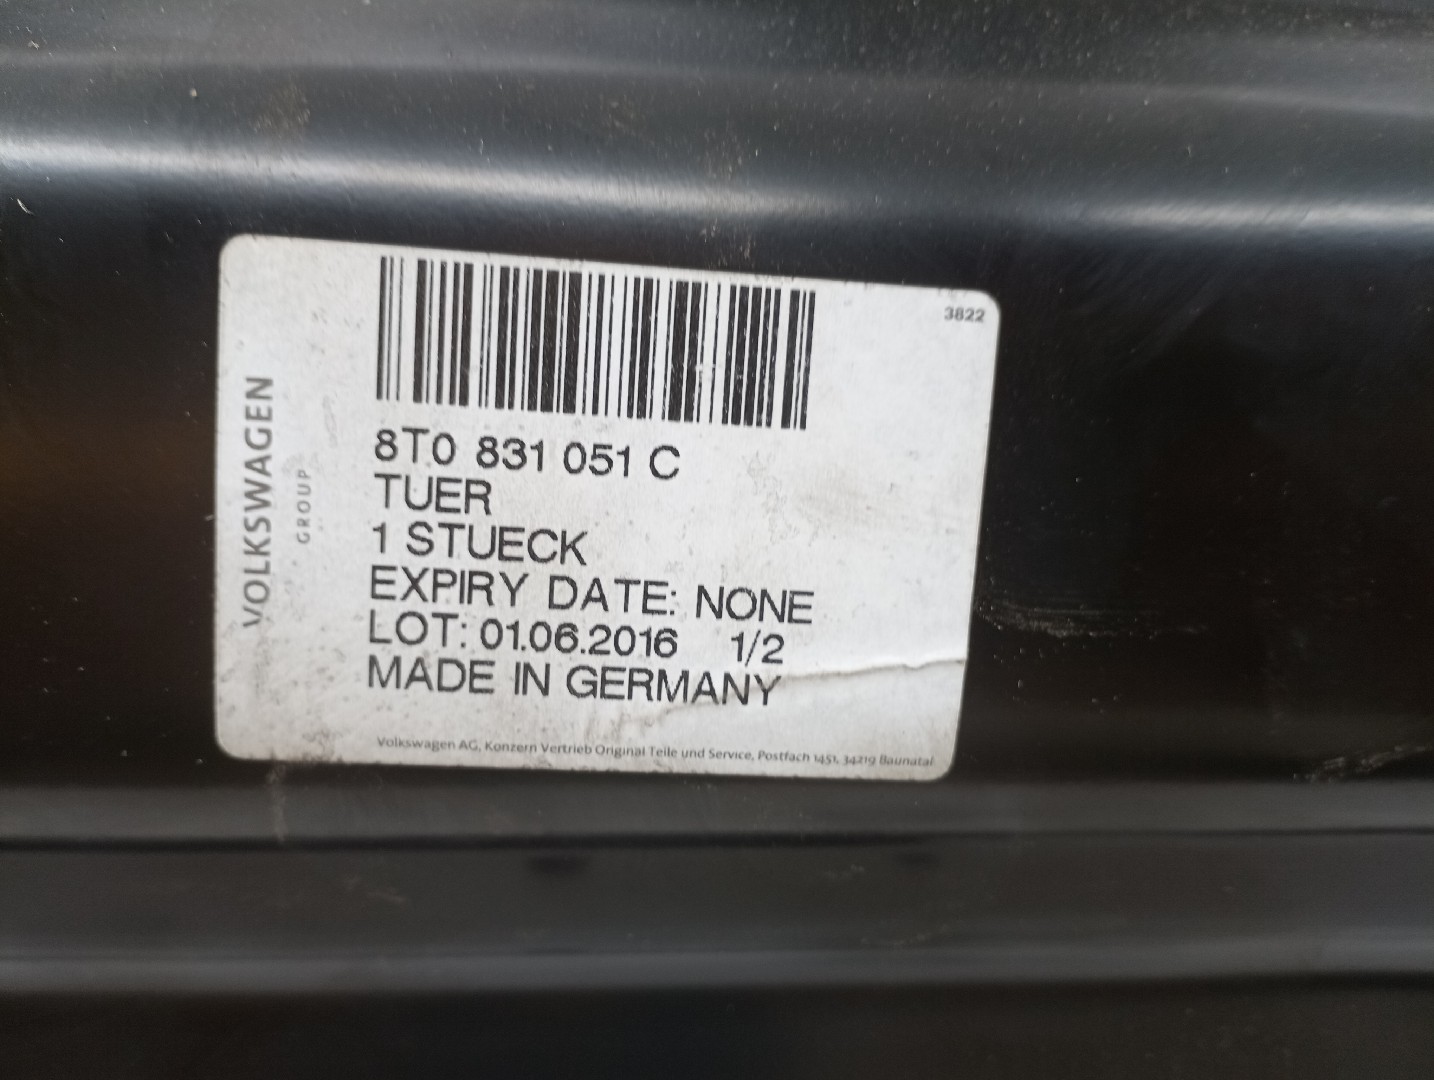 3822
VOLKSWAGEN
GROUP
8T0 831 051 C
TUER
1 STUECK
EXPIRY DATE: NONE
LOT: 01.06.2016 1/2
MADE IN GERMANY
Volkswagen AG, Konzern Vertrieb Original Teile und Service, Postfach 1451, 34219 Baunatal